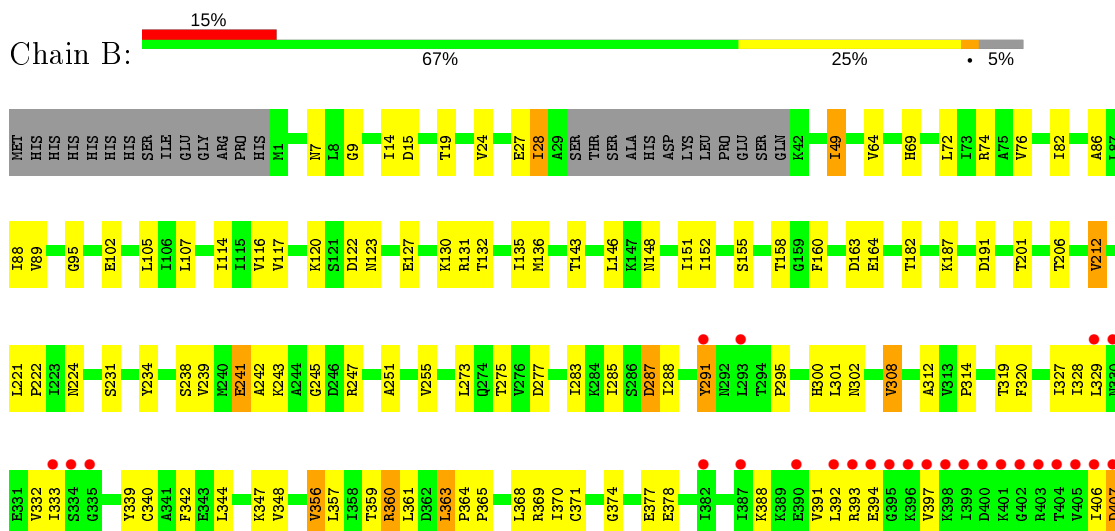 15%
Chain B:
67% 25% • 5%
MET HIS HIS HIS HIS HIS HIS SER ILE GLU GLY ARG PRO HIS M1 N7 L8 G9 I14 D15 T19 V24 E27 I28 A29 SER THR SER ALA HIS ASP LYS LEU PRO GLU SER GLN K42 I49 V64 H69 L72 I73 R74 A75 V76 I82 A86 L87
I88 V89 G95 E102 L105 I106 L107 I114 I115 V116 V117 K120 S121 D122 N123 E127 K130 R131 T132 I135 M136 T143 L146 K147 N148 I151 I152 S155 T158 G159 F160 D163 E164 T182 K187 D191 T201 T206 V212
L221 P222 I223 N224 S231 Y234 S238 V239 M240 E241 A242 K243 A244 G245 D246 R247 A251 V255 L273 Q274 T275 V276 D277 I283 K284 I285 S286 D287 I288 Y291 N292 L293 T294 P295 H300 L301 N302 V308 A312 V313 P314 T319 F320 I327 L328 L329 N330
E331 V332 I333 S334 G335 Y339 C340 A341 F342 E343 L344 K347 V348 V356 L357 I358 T359 R360 L361 D362 L363 P364 P365 L368 R369 I370 C371 G374 E377 E378 I382 I387 K388 K389 E390 V391 L392 R393 E394 G395 K396 V397 K398 I399 D400 K401 G402 R403 T404 V405 I406